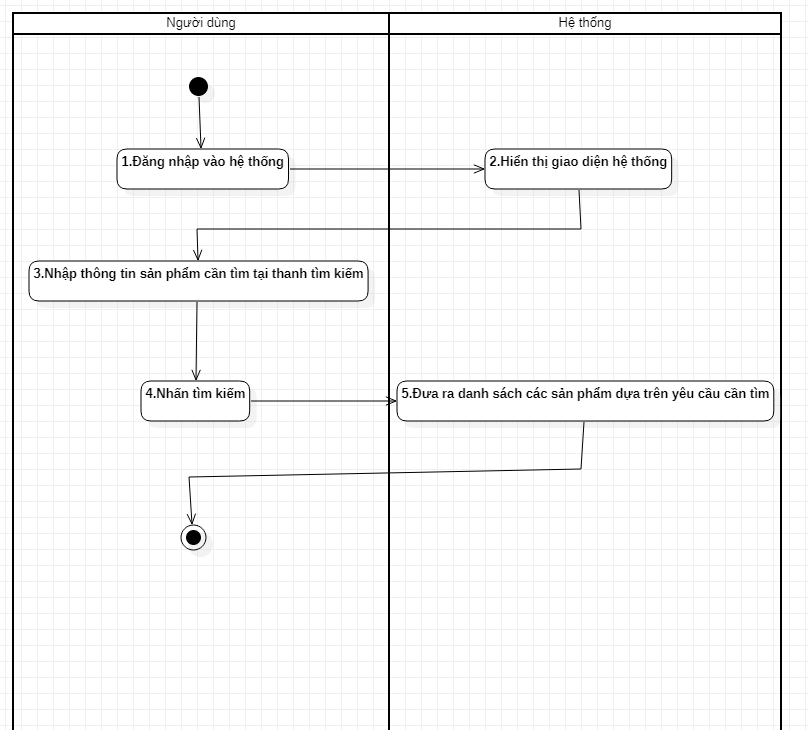 Người dùng
Hệ thống
1.Đăng nhập vào hệ thống
2.Hiển thị giao diện hệ thống
3.Nhập thông tin sản phẩm cần tìm tại thanh tìm kiếm
4.Nhấn tìm kiếm
5.Đưa ra danh sách các sản phẩm dựa trên yêu cầu cần tìm